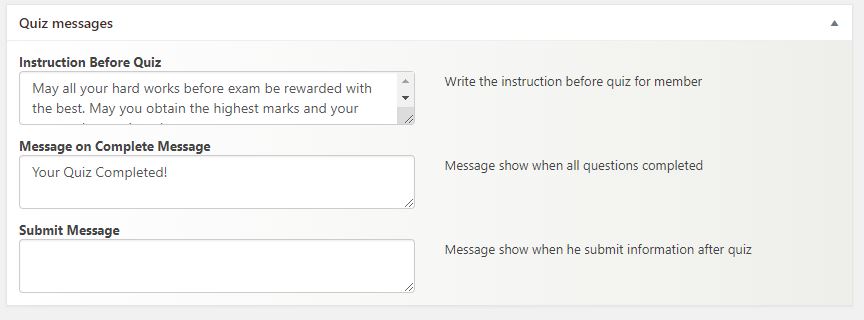 Quiz messages
Instruction Before Quiz
May all your hard works before exam be rewarded with
the best. May you obtain the highest marks and your
Write the instruction before quiz for member
Message on Complete Message
Your Quiz Completed!
Message show when all questions completed
Submit Message
Message show when he submit information after quiz